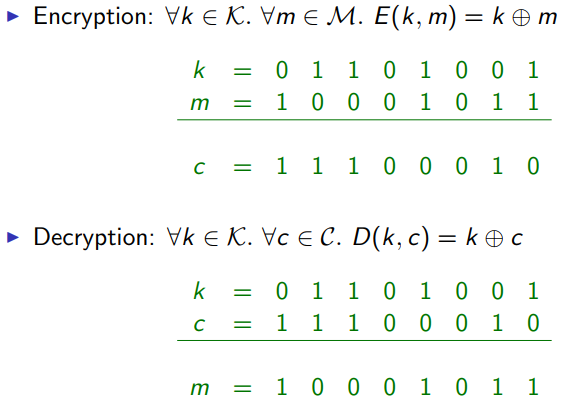 ▶ Encryption: ∀k ∈ 𝒦. ∀m ∈ ℳ. E(k, m) = k ⊕ m
k = 0 1 1 0 1 0 0 1
m = 1 0 0 0 1 0 1 1
c = 1 1 1 0 0 0 1 0
▶ Decryption: ∀k ∈ 𝒦. ∀c ∈ 𝒞. D(k, c) = k ⊕ c
k = 0 1 1 0 1 0 0 1
c = 1 1 1 0 0 0 1 0
m = 1 0 0 0 1 0 1 1